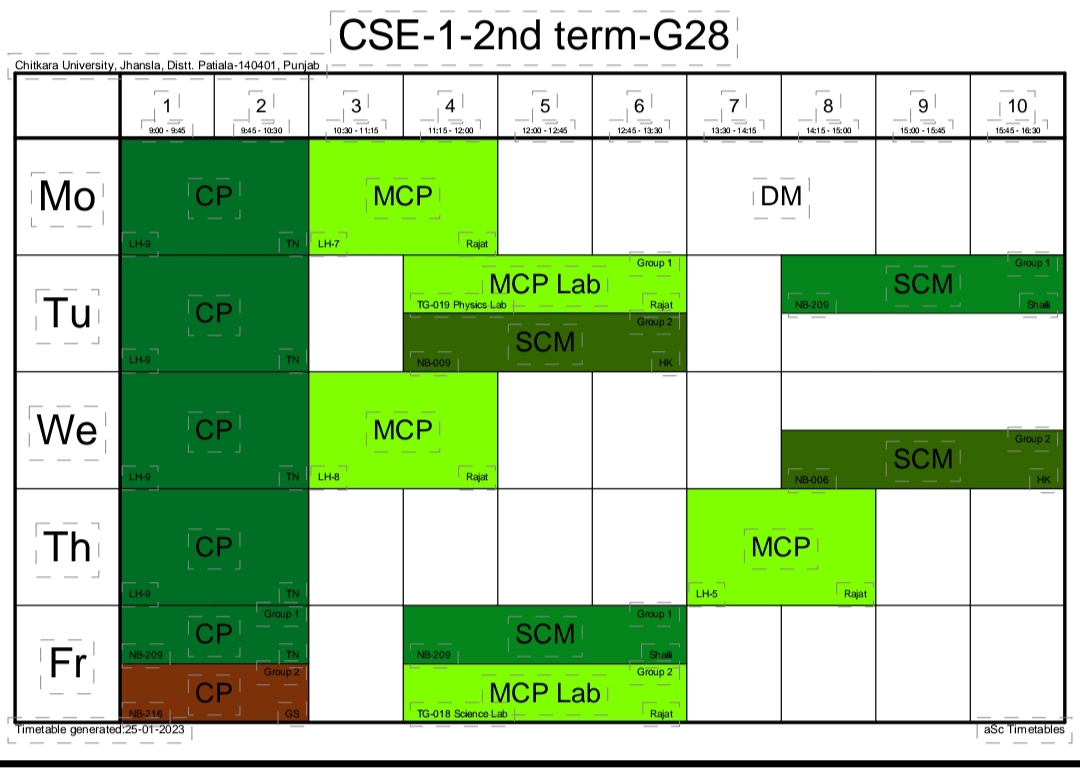 CSE-1-2nd term-G28
Chitkara University, Jhansla, Distt. Patiala-140401, Punjab
1 2 3 4 5 6 7 8 9 10
9:00 - 9:45 9:45 - 10:30 10:30 - 11:15 11:15 - 12:00 12:00 - 12:45 12:45 - 13:30 13:30 - 14:15 14:15 - 15:00 15:00 - 15:45 15:45 - 16:30
Mo CP MCP DM
LH-9 TN LH-7 Rajat
Group 1 Group 1
MCP Lab SCM
TG-019 Physics Lab Rajat NB-209 Shaili
Tu CP
Group 2
SCM
LH-9 TN NB-009 HK
We CP MCP
Group 2
SCM
LH-9 TN LH-8 Rajat NB-006 HK
Th CP MCP
LH-9 TN LH-5 Rajat
Group 1 Group 1
CP SCM
NB-209 TN NB-209 Shaili
Fr
Group 2 Group 2
CP MCP Lab
NB-216 GS TG-018 Science Lab Rajat
Timetable generated:25-01-2023 aSc Timetables